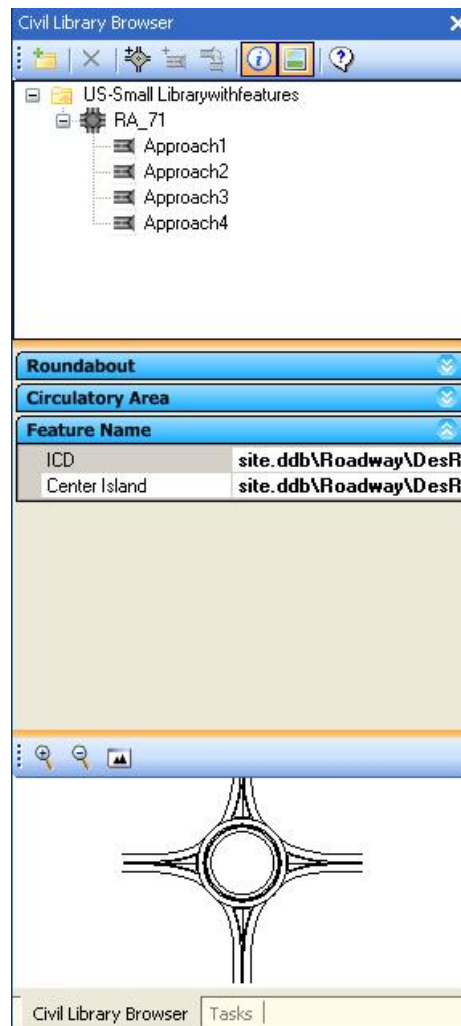 Civil Library Browser
US-Small Librarywithfeatures
RA_71
Approach1
Approach2
Approach3
Approach4
Roundabout
Circulatory Area
Feature Name
ICD site.ddb\Roadway\DesR
Center Island site.ddb\Roadway\DesR
Civil Library Browser Tasks